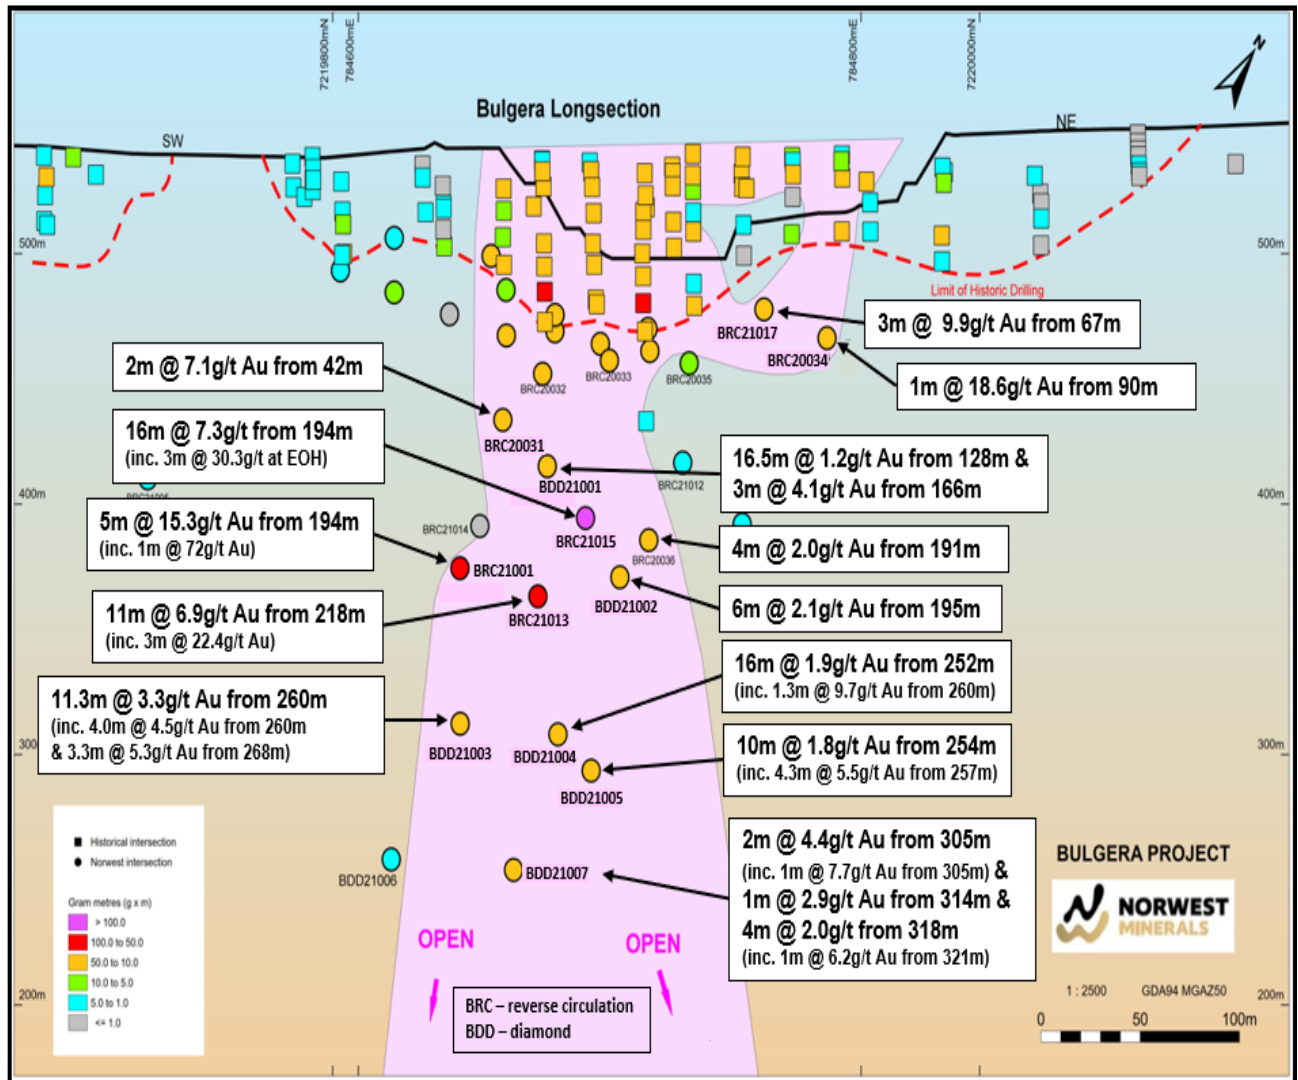 7219800mN
784600mE
784800mE
7220000mN
N
Bulgera Longsection
SW
NE
500m
500m
Limit of Historic Drilling
BRC21017
3m @ 9.9g/t Au from 67m
BRC20034
1m @ 18.6g/t Au from 90m
2m @ 7.1g/t Au from 42m
BRC20032
BRC20033
BRC20035
BRC20031
16m @ 7.3g/t from 194m
(inc. 3m @ 30.3g/t at EOH)
BDD21001
16.5m @ 1.2g/t Au from 128m &
3m @ 4.1g/t Au from 166m
BRC21012
400m
400m
5m @ 15.3g/t Au from 194m
(inc. 1m @ 72g/t Au)
BRC21014
BRC21015
BRC20036
4m @ 2.0g/t Au from 191m
BRC21001
BDD21002
6m @ 2.1g/t Au from 195m
11m @ 6.9g/t Au from 218m
(inc. 3m @ 22.4g/t Au)
BRC21013
16m @ 1.9g/t Au from 252m
(inc. 1.3m @ 9.7g/t Au from 260m)
11.3m @ 3.3g/t Au from 260m
(inc. 4.0m @ 4.5g/t Au from 260m
& 3.3m @ 5.3g/t Au from 268m)
BDD21003
BDD21004
300m
300m
10m @ 1.8g/t Au from 254m
(inc. 4.3m @ 5.5g/t Au from 257m)
BDD21005
2m @ 4.4g/t Au from 305m
(inc. 1m @ 7.7g/t Au from 305m) &
1m @ 2.9g/t Au from 314m &
4m @ 2.0g/t from 318m
(inc. 1m @ 6.2g/t Au from 321m)
BDD21006
BDD21007
Historical intersection
Norwest intersection
Gram metres (g x m)
> 100.0
100.0 to 50.0
50.0 to 10.0
10.0 to 5.0
5.0 to 1.0
<= 1.0
OPEN
OPEN
BRC – reverse circulation
BDD – diamond
BULGERA PROJECT
NORWEST
MINERALS
200m
200m
1 : 2500 GDA94 MGAZ50
0 50 100m